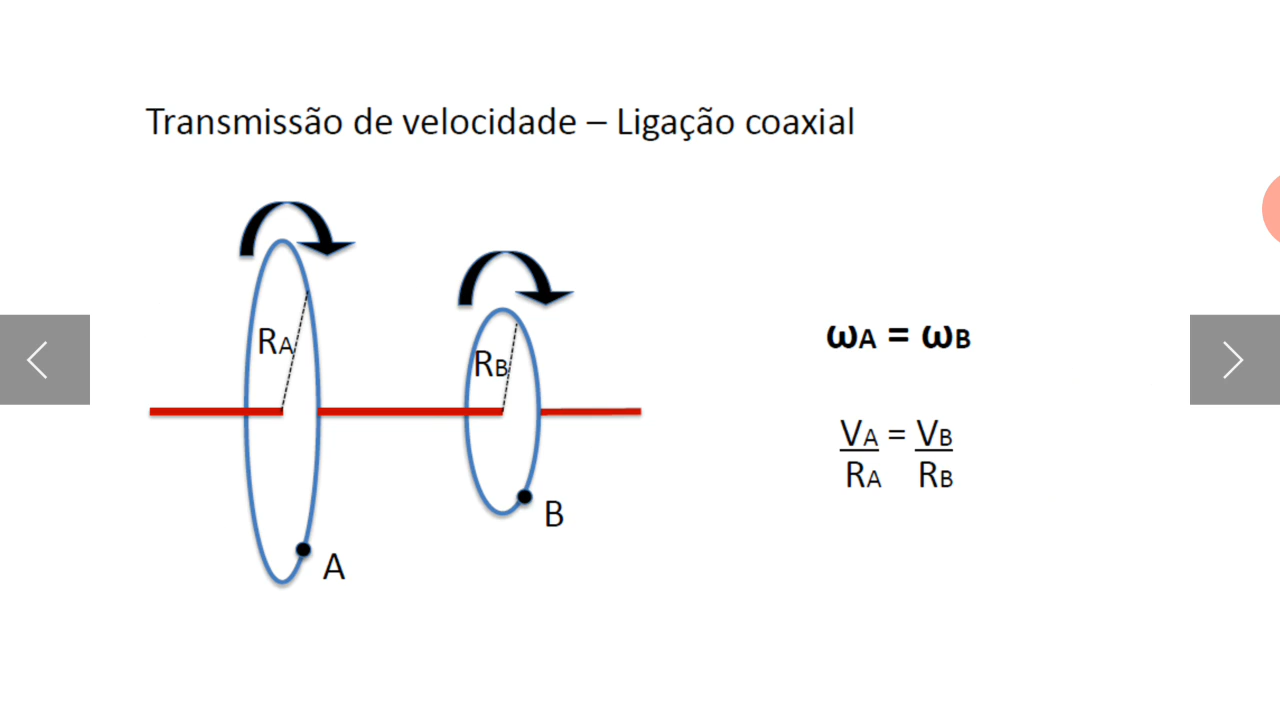 Transmissão de velocidade – Ligação coaxial
RA
RB
ωA = ωB
VA = VB
RA RB
B
A